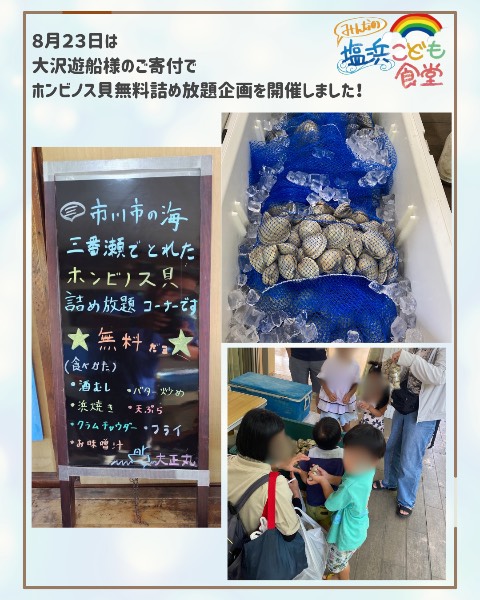 8月23日は
大沢遊船様のご寄付で
ホンビノス貝無料詰め放題企画を開催しました!
みんなの
塩浜こども
食堂
市川市の海
三番瀬でとれた
ホンビノス貝
詰め放題 コーナーです
★無料だョ★
(食べかた)
・酒むし ・バター炒め
・浜焼き ・天ぷら
・クラムチャウダー ・フライ
・お味噌汁
大正丸